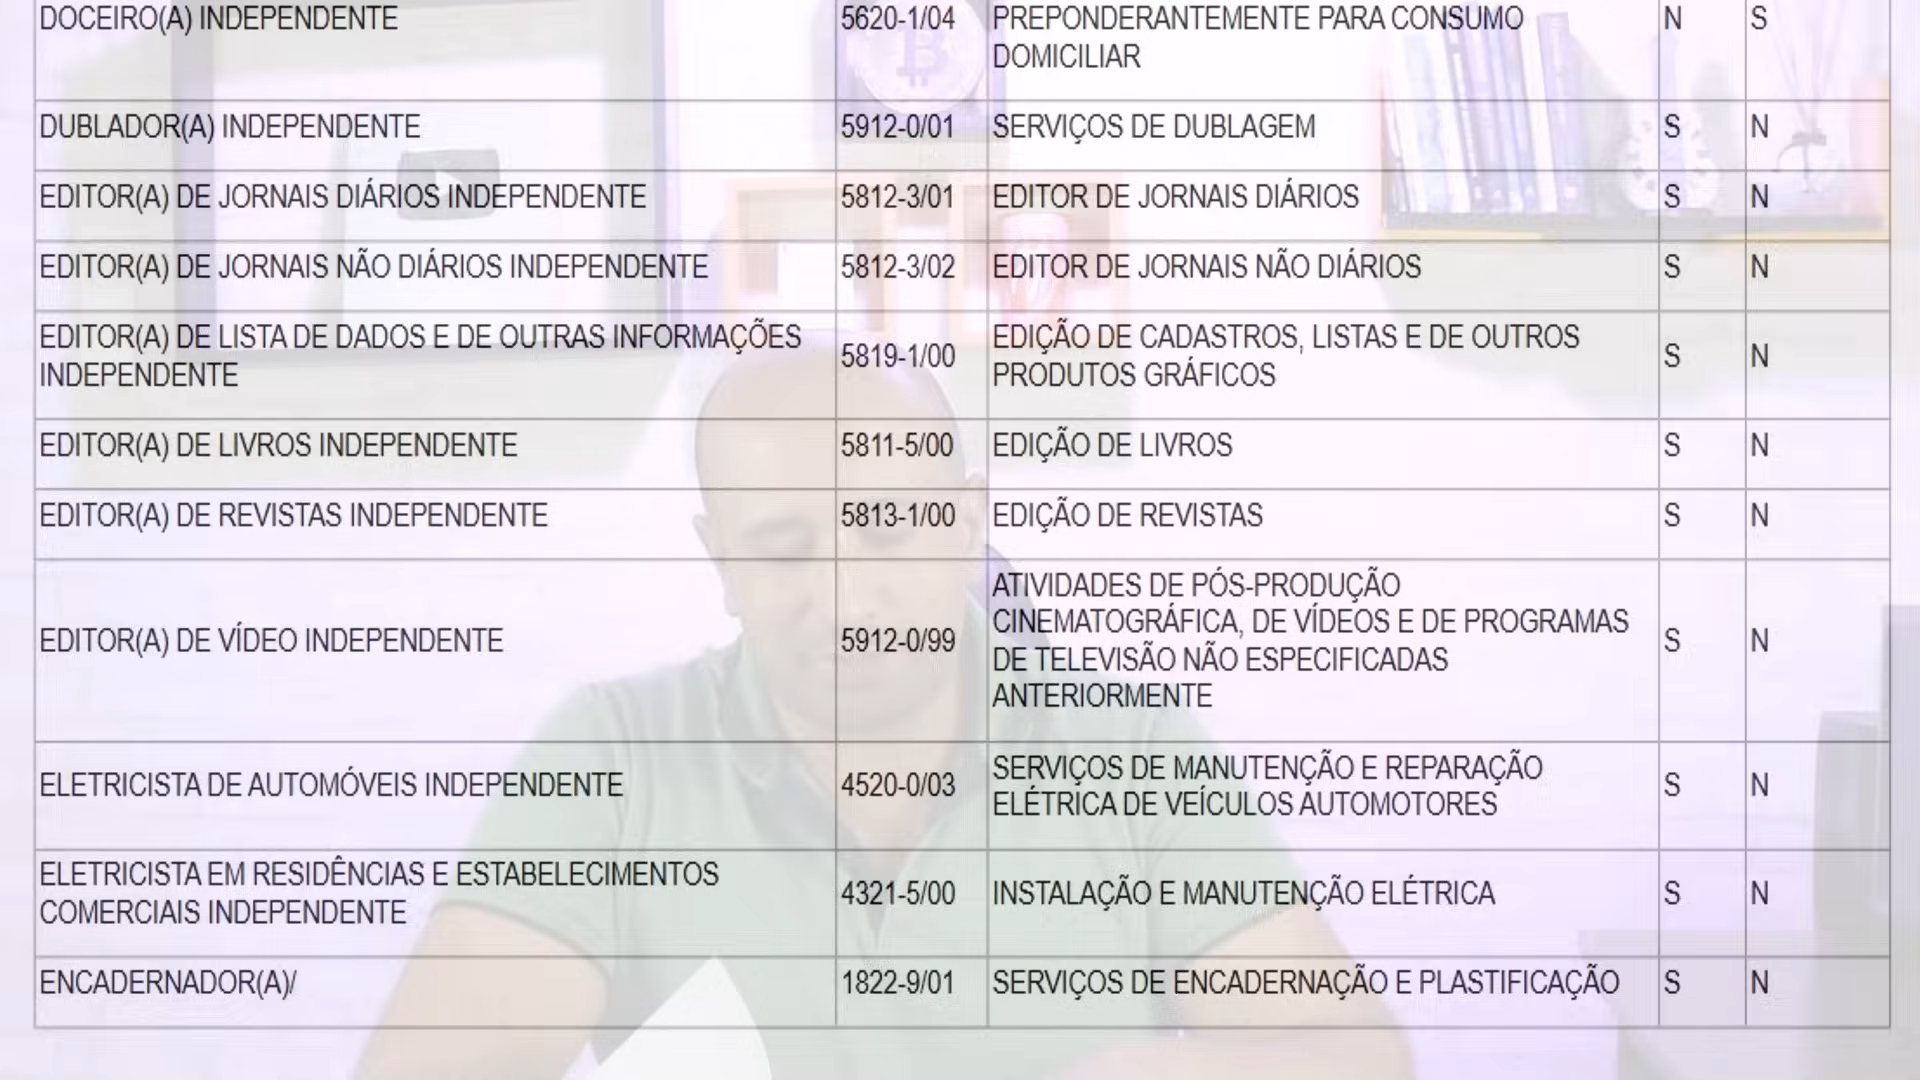 DOCEIRO(A) INDEPENDENTE 5620-1/04 PREPONDERANTEMENTE PARA CONSUMO DOMICILIAR N S
DUBLADOR(A) INDEPENDENTE 5912-0/01 SERVIÇOS DE DUBLAGEM S N
EDITOR(A) DE JORNAIS DIÁRIOS INDEPENDENTE 5812-3/01 EDITOR DE JORNAIS DIÁRIOS S N
EDITOR(A) DE JORNAIS NÃO DIÁRIOS INDEPENDENTE 5812-3/02 EDITOR DE JORNAIS NÃO DIÁRIOS S N
EDITOR(A) DE LISTA DE DADOS E DE OUTRAS INFORMAÇÕES
INDEPENDENTE
5819-1/00
EDIÇÃO DE CADASTROS, LISTAS E DE OUTROS
PRODUTOS GRÁFICOS
S N
EDITOR(A) DE LIVROS INDEPENDENTE 5811-5/00 EDIÇÃO DE LIVROS S N
EDITOR(A) DE REVISTAS INDEPENDENTE 5813-1/00 EDIÇÃO DE REVISTAS S N
EDITOR(A) DE VÍDEO INDEPENDENTE 5912-0/99
ATIVIDADES DE PÓS-PRODUÇÃO
CINEMATOGRÁFICA, DE VÍDEOS E DE PROGRAMAS
DE TELEVISÃO NÃO ESPECIFICADAS
ANTERIORMENTE
S N
ELETRICISTA DE AUTOMÓVEIS INDEPENDENTE 4520-0/03
SERVIÇOS DE MANUTENÇÃO E REPARAÇÃO
ELÉTRICA DE VEÍCULOS AUTOMOTORES
S N
ELETRICISTA EM RESIDÊNCIAS E ESTABELECIMENTOS
COMERCIAIS INDEPENDENTE
4321-5/00 INSTALAÇÃO E MANUTENÇÃO ELÉTRICA S N
ENCADERNADOR(A)/ 1822-9/01 SERVIÇOS DE ENCADERNAÇÃO E PLASTIFICAÇÃO S N